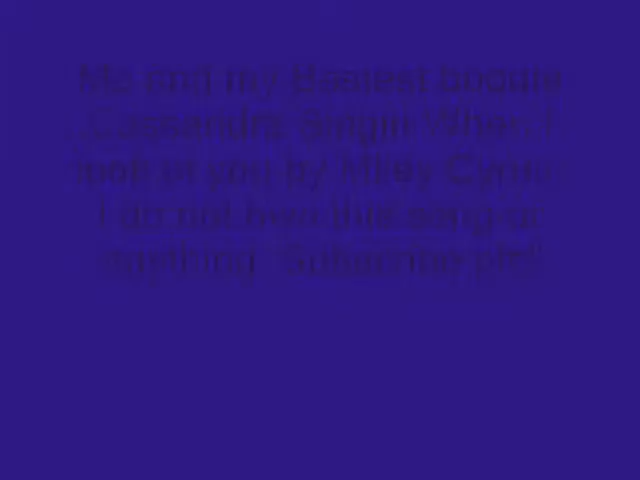 Me and my Bestest
Cassandra Singin When I
look at you by Miley Cyrus
I do not own this song or
anything. Subscribe